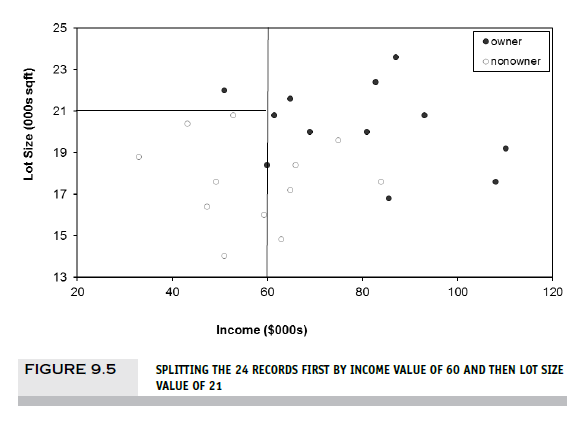 25
23
21
19
17
15
13
Lot Size (000s sqft)
owner
nonowner
20 40 60 80 100 120
Income ($000s)
FIGURE 9.5
SPLITTING THE 24 RECORDS FIRST BY INCOME VALUE OF 60 AND THEN LOT SIZE
VALUE OF 21